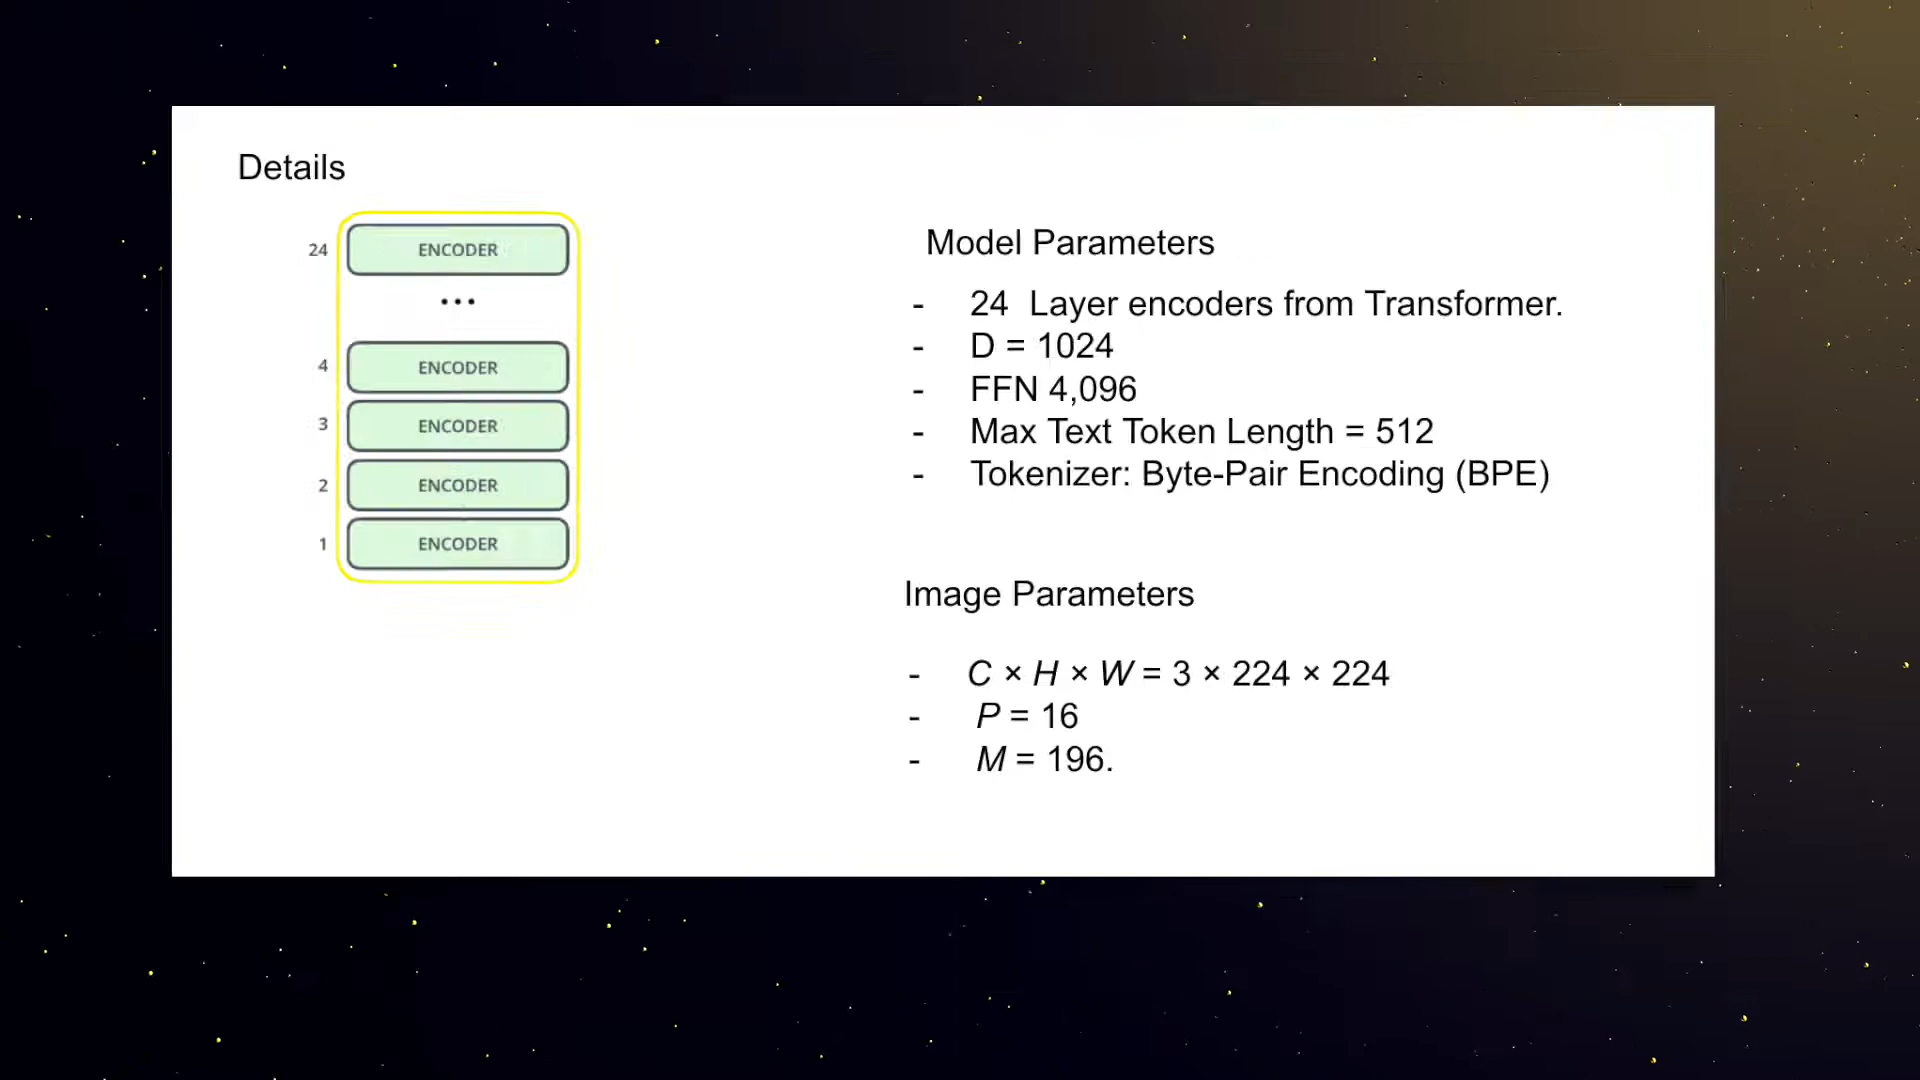 Details
24 ENCODER
...
4 ENCODER
3 ENCODER
2 ENCODER
1 ENCODER
Model Parameters
- 24 Layer encoders from Transformer.
- D = 1024
- FFN 4,096
- Max Text Token Length = 512
- Tokenizer: Byte-Pair Encoding (BPE)
Image Parameters
- C × H × W = 3 × 224 × 224
- P = 16
- M = 196.